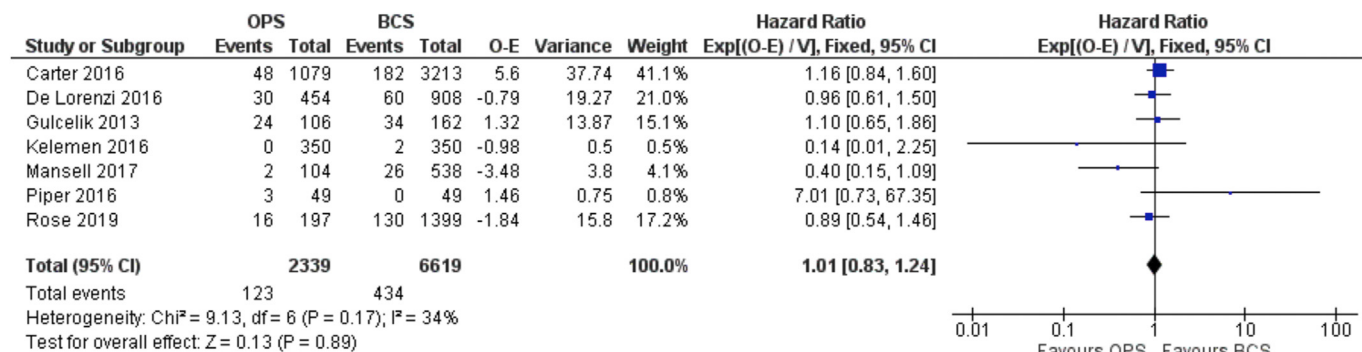 OPS BCS Hazard Ratio Hazard Ratio
Study or Subgroup Events Total Events Total O-E Variance Weight Exp[(O-E) / V], Fixed, 95% CI Exp[(O-E) / V], Fixed, 95% CI
Carter 2016 48 1079 182 3213 5.6 37.74 41.1% 1.16 [0.84, 1.60]
De Lorenzi 2016 30 454 60 908 -0.79 19.27 21.0% 0.96 [0.61, 1.50]
Gulcelik 2013 24 106 34 162 1.32 13.87 15.1% 1.10 [0.65, 1.86]
Kelemen 2016 0 350 2 350 -0.98 0.5 0.5% 0.14 [0.01, 2.25]
Mansell 2017 2 104 26 538 -3.48 3.8 4.1% 0.40 [0.15, 1.09]
Piper 2016 3 49 0 49 1.46 0.75 0.8% 7.01 [0.73, 67.35]
Rose 2019 16 197 130 1399 -1.84 15.8 17.2% 0.89 [0.54, 1.46]
Total (95% CI) 2339 6619 100.0% 1.01 [0.83, 1.24]
Total events 123 434
Heterogeneity: Chi² = 9.13, df = 6 (P = 0.17); I² = 34%
Test for overall effect: Z = 0.13 (P = 0.89)
0.01 0.1 1 10 100
Favours OPS Favours BCS